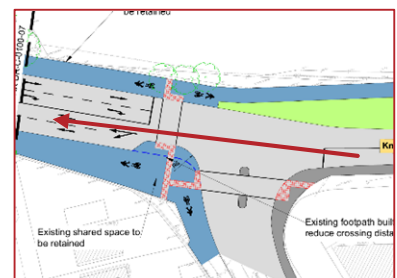 be retained
Kn
Existing shared space to
be retained
Existing footpath buil
reduce crossing dista